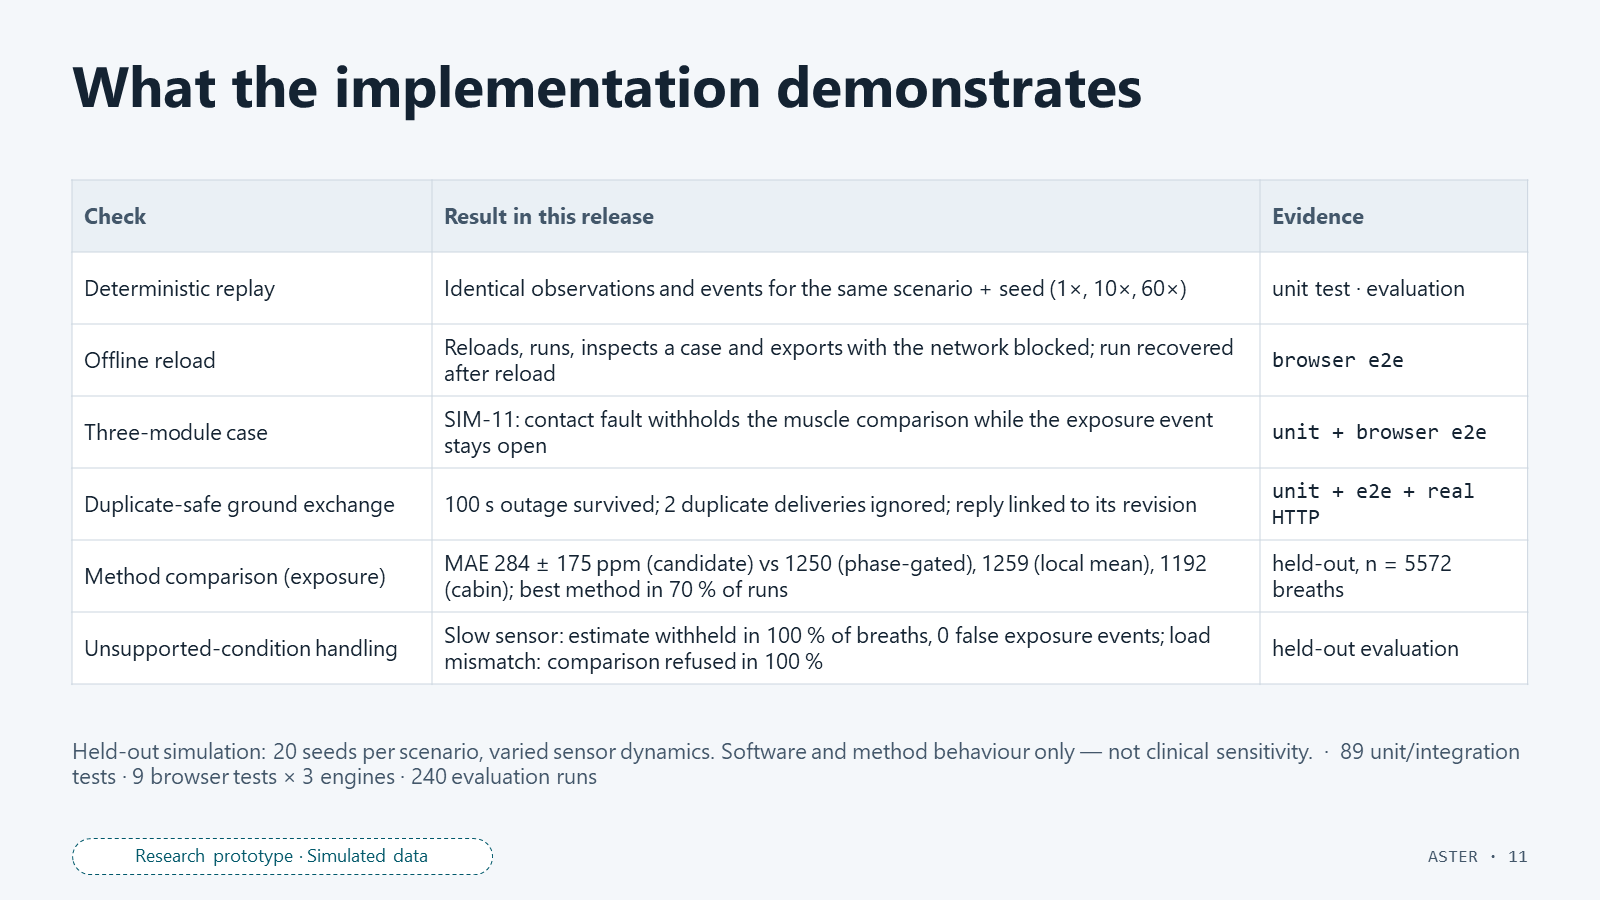 What the implementation demonstrates
Check
Result in this release
Evidence
Deterministic replay
Identical observations and events for the same scenario + seed (1×, 10×, 60×)
unit test · evaluation
Offline reload
Reloads, runs, inspects a case and exports with the network blocked; run recovered
after reload
browser e2e
Three-module case
SIM-11: contact fault withholds the muscle comparison while the exposure event
stays open
unit + browser e2e
Duplicate-safe ground exchange
100 s outage survived; 2 duplicate deliveries ignored; reply linked to its revision
unit + e2e + real
HTTP
Method comparison (exposure)
MAE 284 ± 175 ppm (candidate) vs 1250 (phase-gated), 1259 (local mean), 1192
(cabin); best method in 70 % of runs
held-out, n = 5572
breaths
Unsupported-condition handling
Slow sensor: estimate withheld in 100 % of breaths, 0 false exposure events; load
mismatch: comparison refused in 100 %
held-out evaluation
Held-out simulation: 20 seeds per scenario, varied sensor dynamics. Software and method behaviour only — not clinical sensitivity. · 89 unit/integration
tests · 9 browser tests × 3 engines · 240 evaluation runs
Research prototype · Simulated data
ASTER · 11